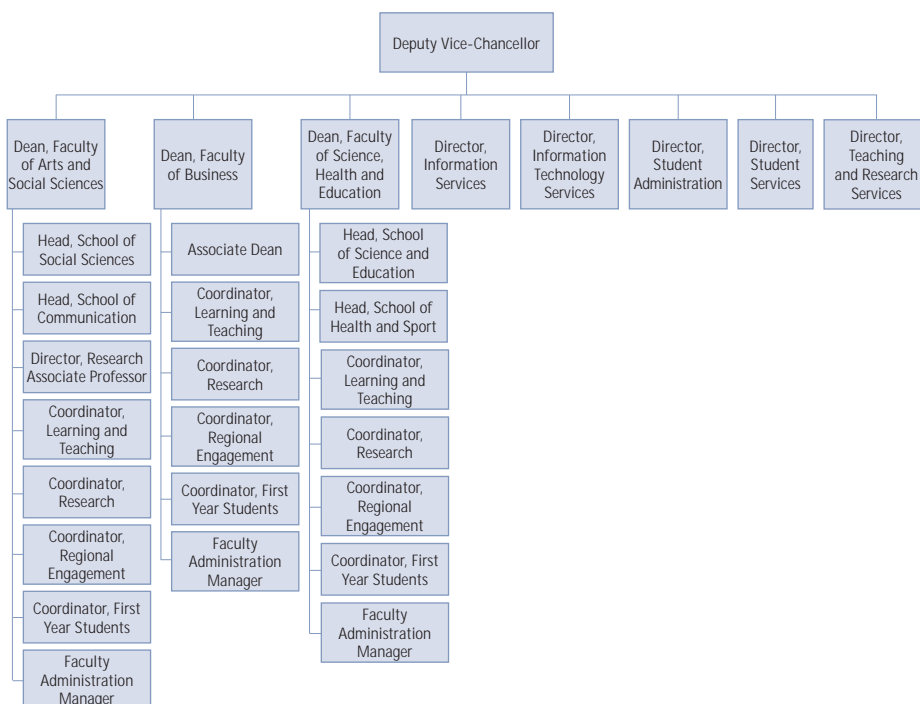 Deputy Vice-Chancellor
Dean, Faculty
of Arts and
Social Sciences
Dean, Faculty
of Business
Dean, Faculty
of Science,
Health and
Education
Director,
Information
Services
Director,
Information
Technology
Services
Director,
Student
Administration
Director,
Student
Services
Director,
Teaching
and Research
Services
Head, School of
Social Sciences
Head, School of
Communication
Director, Research
Associate Professor
Coordinator,
Learning and
Teaching
Coordinator,
Research
Coordinator,
Regional
Engagement
Coordinator, First
Year Students
Faculty
Administration
Manager
Associate Dean
Coordinator,
Learning and
Teaching
Coordinator,
Research
Coordinator,
Regional
Engagement
Coordinator, First
Year Students
Faculty
Administration
Manager
Head, School
of Science and
Education
Head, School of
Health and Sport
Coordinator,
Learning and
Teaching
Coordinator,
Research
Coordinator,
Regional
Engagement
Coordinator, First
Year Students
Faculty
Administration
Manager